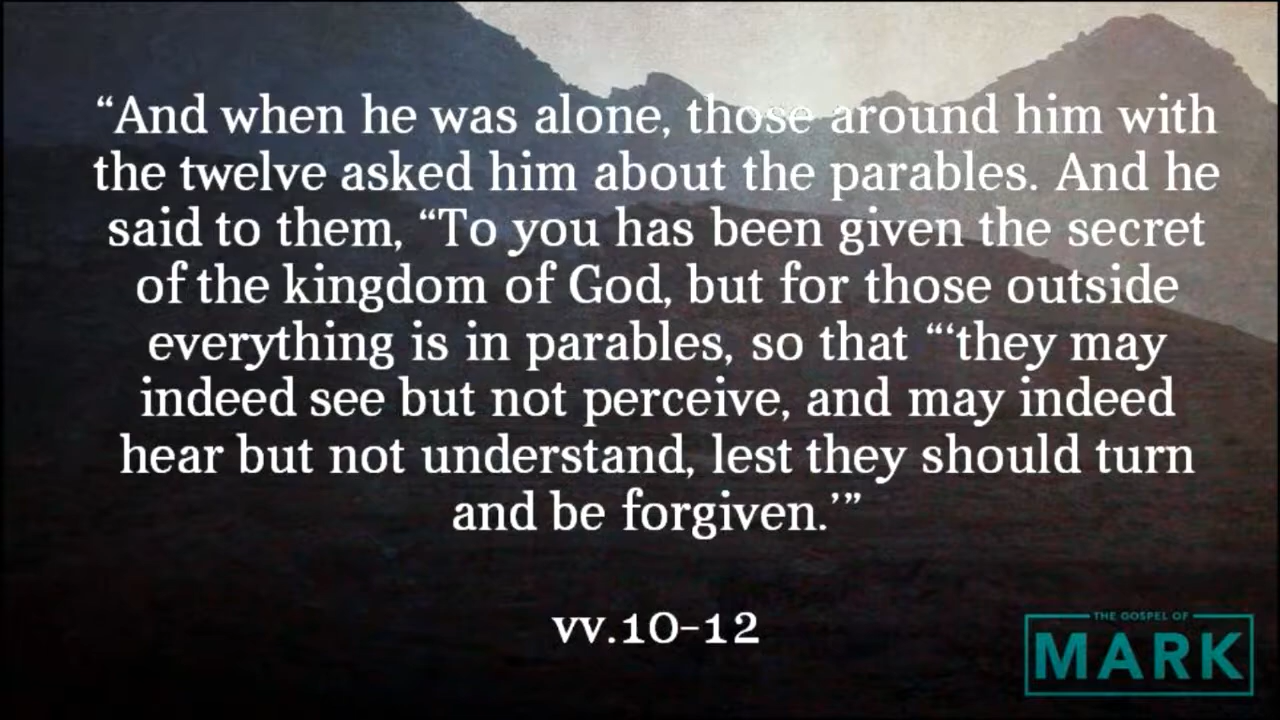 “And when he was alone, those around him with
the twelve asked him about the parables. And he
said to them, “To you has been given the secret
of the kingdom of God, but for those outside
everything is in parables, so that “‘they may
indeed see but not perceive, and may indeed
hear but not understand, lest they should turn
and be forgiven.’”
vv.10-12
THE GOSPEL OF
MARK